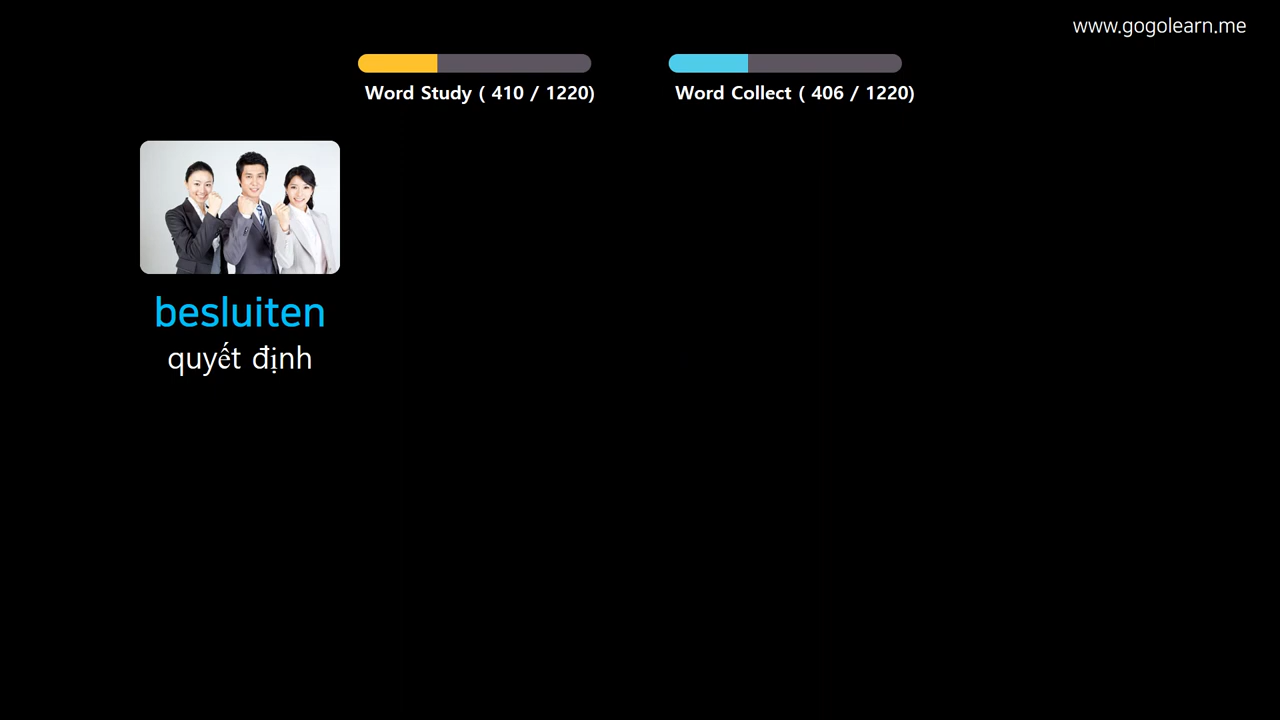 www.gogolearn.me
Word Study ( 410 / 1220)
Word Collect ( 406 / 1220)
besluiten
quyết định